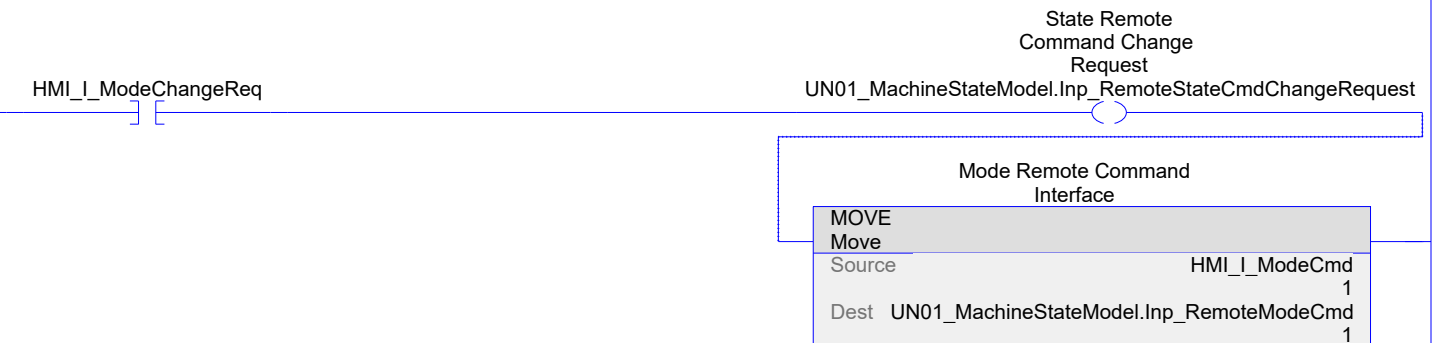 State Remote
Command Change
Request
HMI_I_ModeChangeReq
UN01_MachineStateModel.Inp_RemoteStateCmdChangeRequest
Mode Remote Command
Interface
MOVE
Move
Source HMI_I_ModeCmd
1
Dest UN01_MachineStateModel.Inp_RemoteModeCmd
1